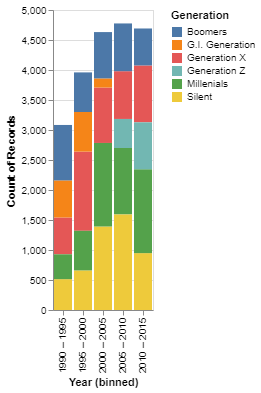 Generation
Boomers
G.I. Generation
Generation X
Generation Z
Millenials
Silent
Count of Records
5,000
4,500
4,000
3,500
3,000
2,500
2,000
1,500
1,000
500
0
1990 – 1995
1995 – 2000
2000 – 2005
2005 – 2010
2010 – 2015
Year (binned)